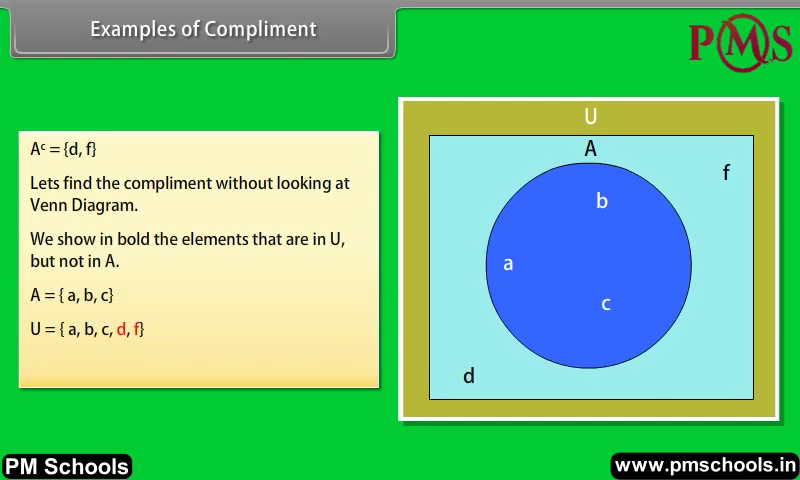 Examples of Compliment
PMS
Aᶜ = {d, f}
Lets find the compliment without looking at
Venn Diagram.
We show in bold the elements that are in U,
but not in A.
A = { a, b, c}
U = { a, b, c, d, f}
U
A
f
b
a
c
d
PM Schools
www.pmschools.in